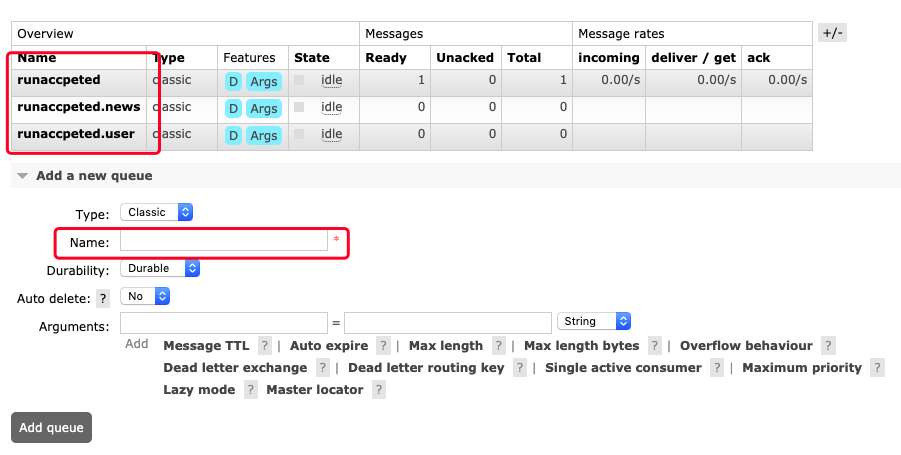 Overview Messages Message rates +/-
Name Type Features State Ready Unacked Total incoming deliver / get ack
runaccpeted classic D Args idle 1 0 1 0.00/s 0.00/s 0.00/s
runaccpeted.news classic D Args idle 0 0 0
runaccpeted.user classic D Args idle 0 0 0
Add a new queue
Type: Classic
Name: *
Durability: Durable
Auto delete: ? No
Arguments: = String
Add Message TTL ? | Auto expire ? | Max length ? | Max length bytes ? | Overflow behaviour ?
Dead letter exchange ? | Dead letter routing key ? | Single active consumer ? | Maximum priority ?
Lazy mode ? Master locator ?
Add queue